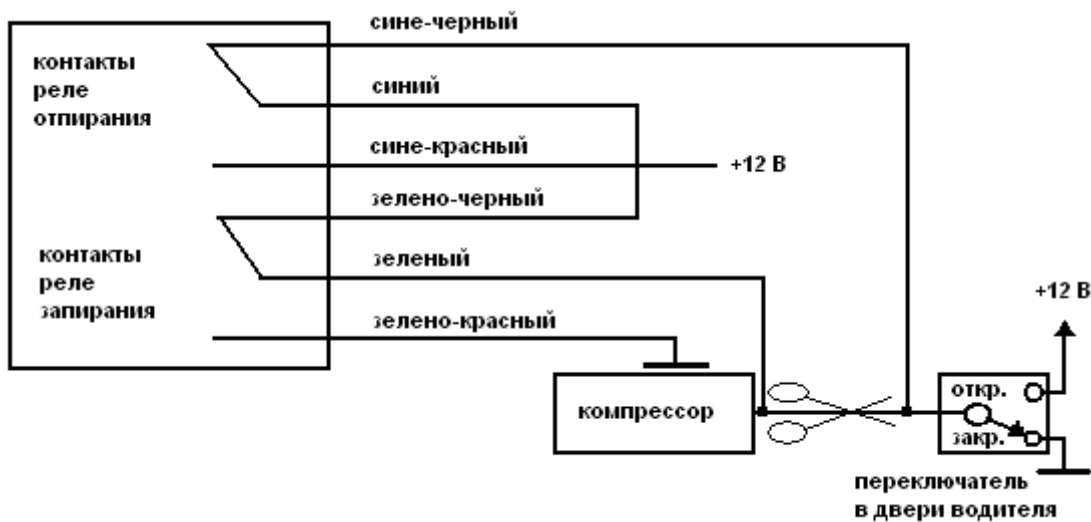 сине-черный
контакты
реле
отпирания
синий
сине-красный
+12 В
зелено-черный
контакты
реле
запирания
зеленый
+12 В
зелено-красный
компрессор
откр.
закр.
переключатель
в двери водителя